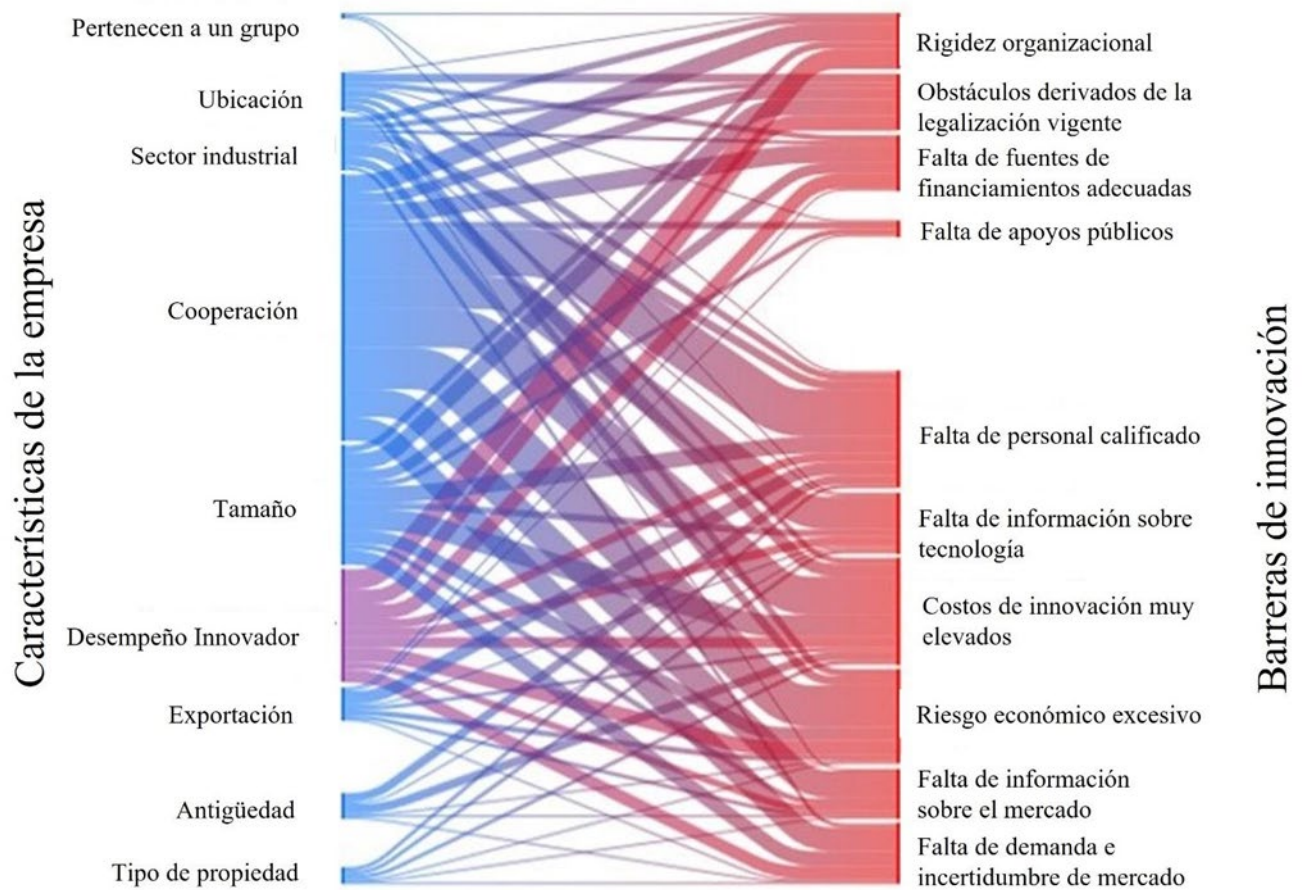 Características de la empresa
Pertenecen a un grupo
Ubicación
Sector industrial
Cooperación
Tamaño
Desempeño Innovador
Exportación
Antigüedad
Tipo de propiedad
Rigidez organizacional
Obstáculos derivados de la
legalización vigente
Falta de fuentes de
financiamientos adecuadas
Falta de apoyos públicos
Falta de personal calificado
Falta de información sobre
tecnología
Costos de innovación muy
elevados
Riesgo económico excesivo
Falta de información
sobre el mercado
Falta de demanda e
incertidumbre de mercado
Barreras de innovación